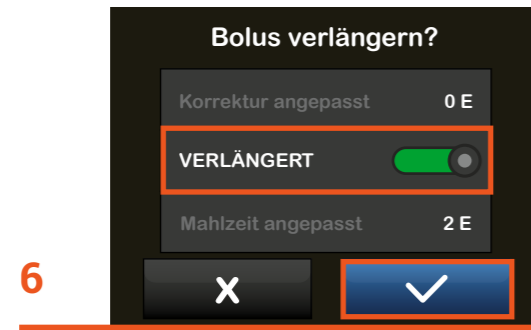 Bolus verlängern?
Korrektur angepasst 0 E
VERLÄNGERT
Mahlzeit angepasst 2 E
6 X